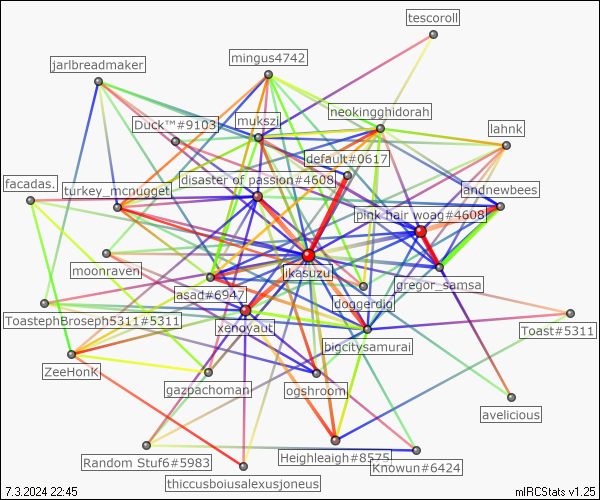 tescoroll
jarlbreadmaker
mingus4742
neokingghidorah
Duck™#9103
mukszi
lahnk
default#0617
facadas.
turkey_mcnugget
disaster of passion#4608
andnewbees
pink hair woag#4608
moonraven
ikasuzu
gregor_samsa
asad#6947
doggerdig
ToastephBroseph5311#5311
xenoyaut
Toast#5311
bigcitysamurai
ZeeHonK
gazpachoman
ogshroom
avelicious
Random Stuf6#5983
Heighleaigh#8575
Knowun#6424
thiccusboiusalexusjoneus
7.3.2024 22:45
mIRCStats v1.25